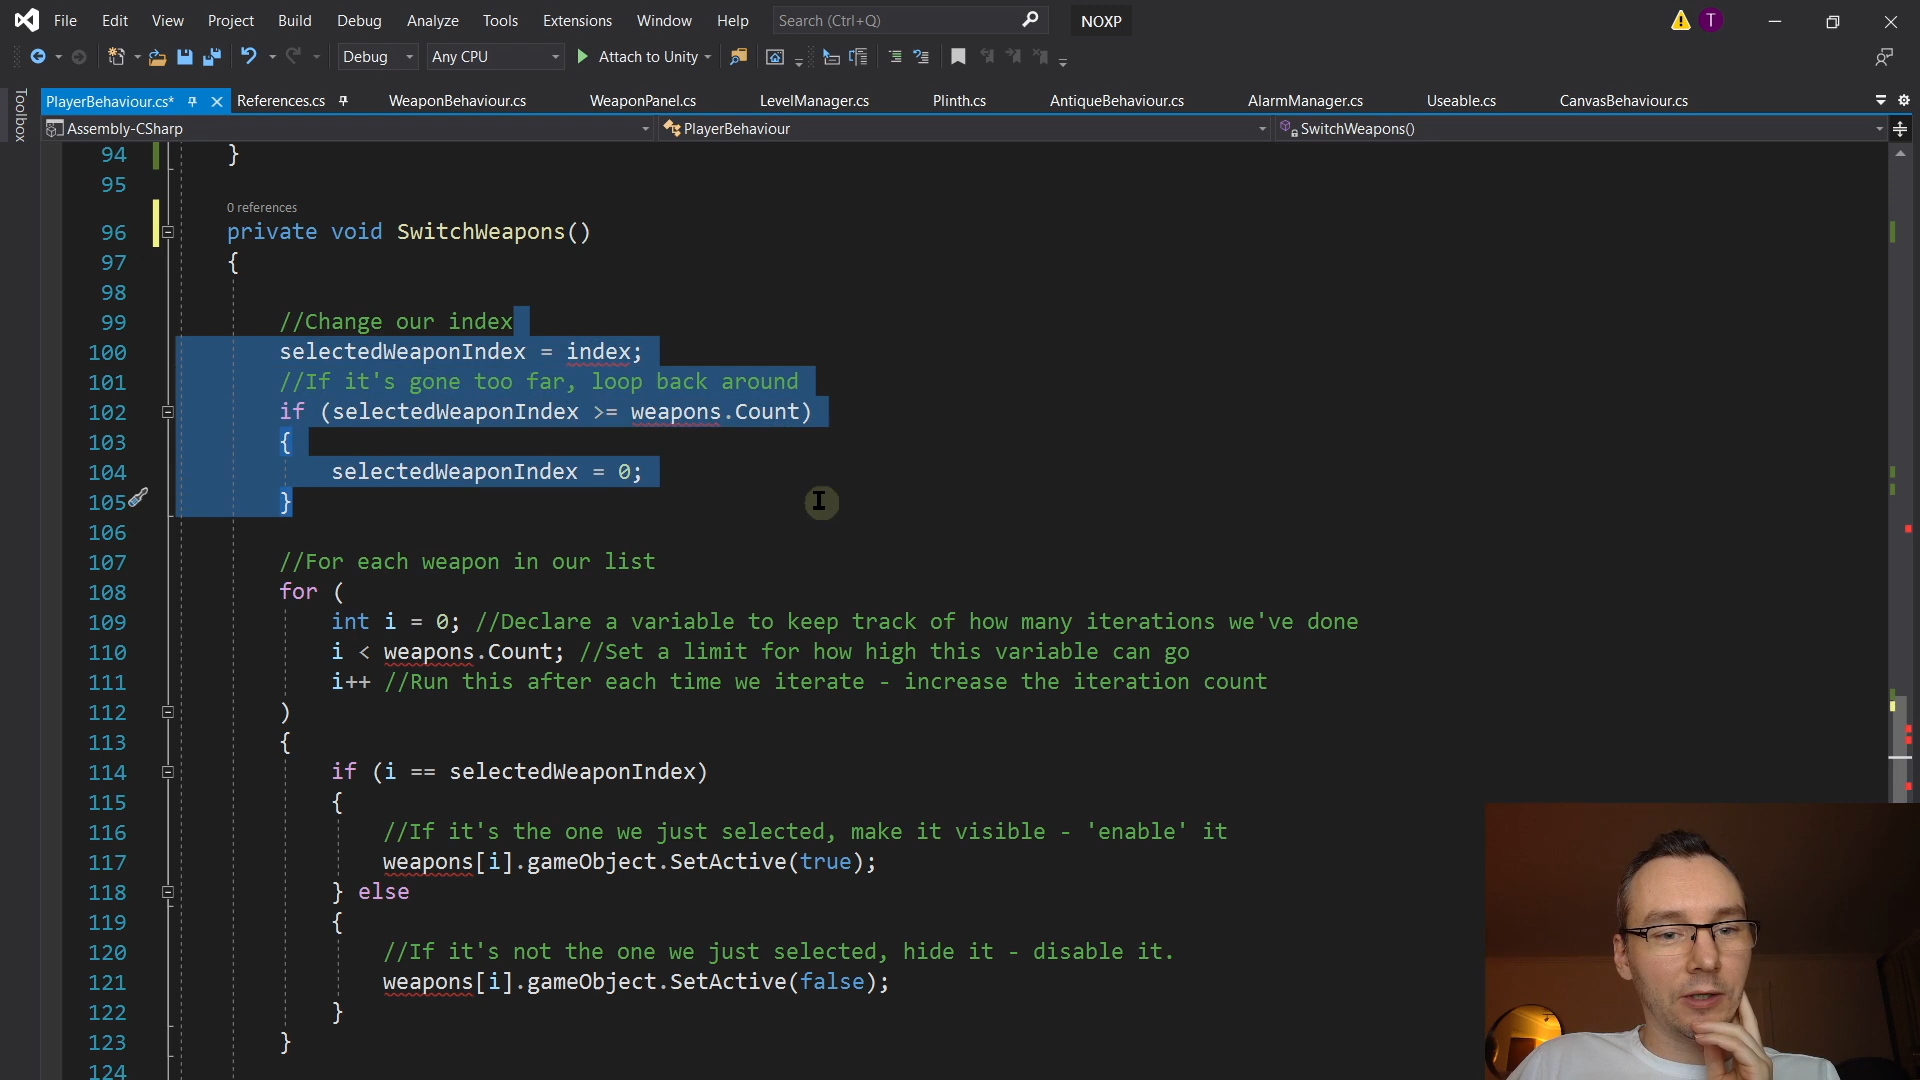 File Edit View Project Build Debug Analyze Tools Extensions Window Help Search (Ctrl+Q) NOXP T
Debug Any CPU Attach to Unity
Toolbox
PlayerBehaviour.cs* References.cs WeaponBehaviour.cs WeaponPanel.cs LevelManager.cs Plinth.cs AntiqueBehaviour.cs AlarmManager.cs Useable.cs CanvasBehaviour.cs
Assembly-CSharp PlayerBehaviour SwitchWeapons()
94 }
95
0 references
96 private void SwitchWeapons()
97 {
98
99 //Change our index
100 selectedWeaponIndex = index;
101 //If it's gone too far, loop back around
102 if (selectedWeaponIndex >= weapons.Count)
103 {
104 selectedWeaponIndex = 0;
105 }
106
107 //For each weapon in our list
108 for (
109 int i = 0; //Declare a variable to keep track of how many iterations we've done
110 i < weapons.Count; //Set a limit for how high this variable can go
111 i++ //Run this after each time we iterate - increase the iteration count
112 )
113 {
114 if (i == selectedWeaponIndex)
115 {
116 //If it's the one we just selected, make it visible - 'enable' it
117 weapons[i].gameObject.SetActive(true);
118 } else
119 {
120 //If it's not the one we just selected, hide it - disable it.
121 weapons[i].gameObject.SetActive(false);
122 }
123 }
124